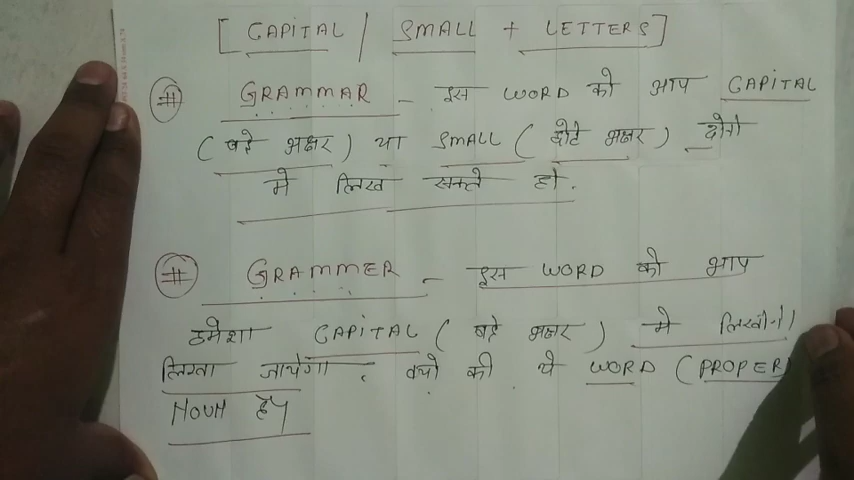 [ CAPITAL / SMALL + LETTERS ]
# GRAMMAR - इस WORD को आप CAPITAL
( बड़े अक्षर ) या SMALL ( छोटे अक्षर ) दोनो
मे लिख सकते हो.
# GRAMMER - इस WORD को आप
हमेशा CAPITAL ( बड़े अक्षर ) मे लिखोगे /
लिखा जायेगा. क्यो की ये WORD ( PROPER
NOUN है